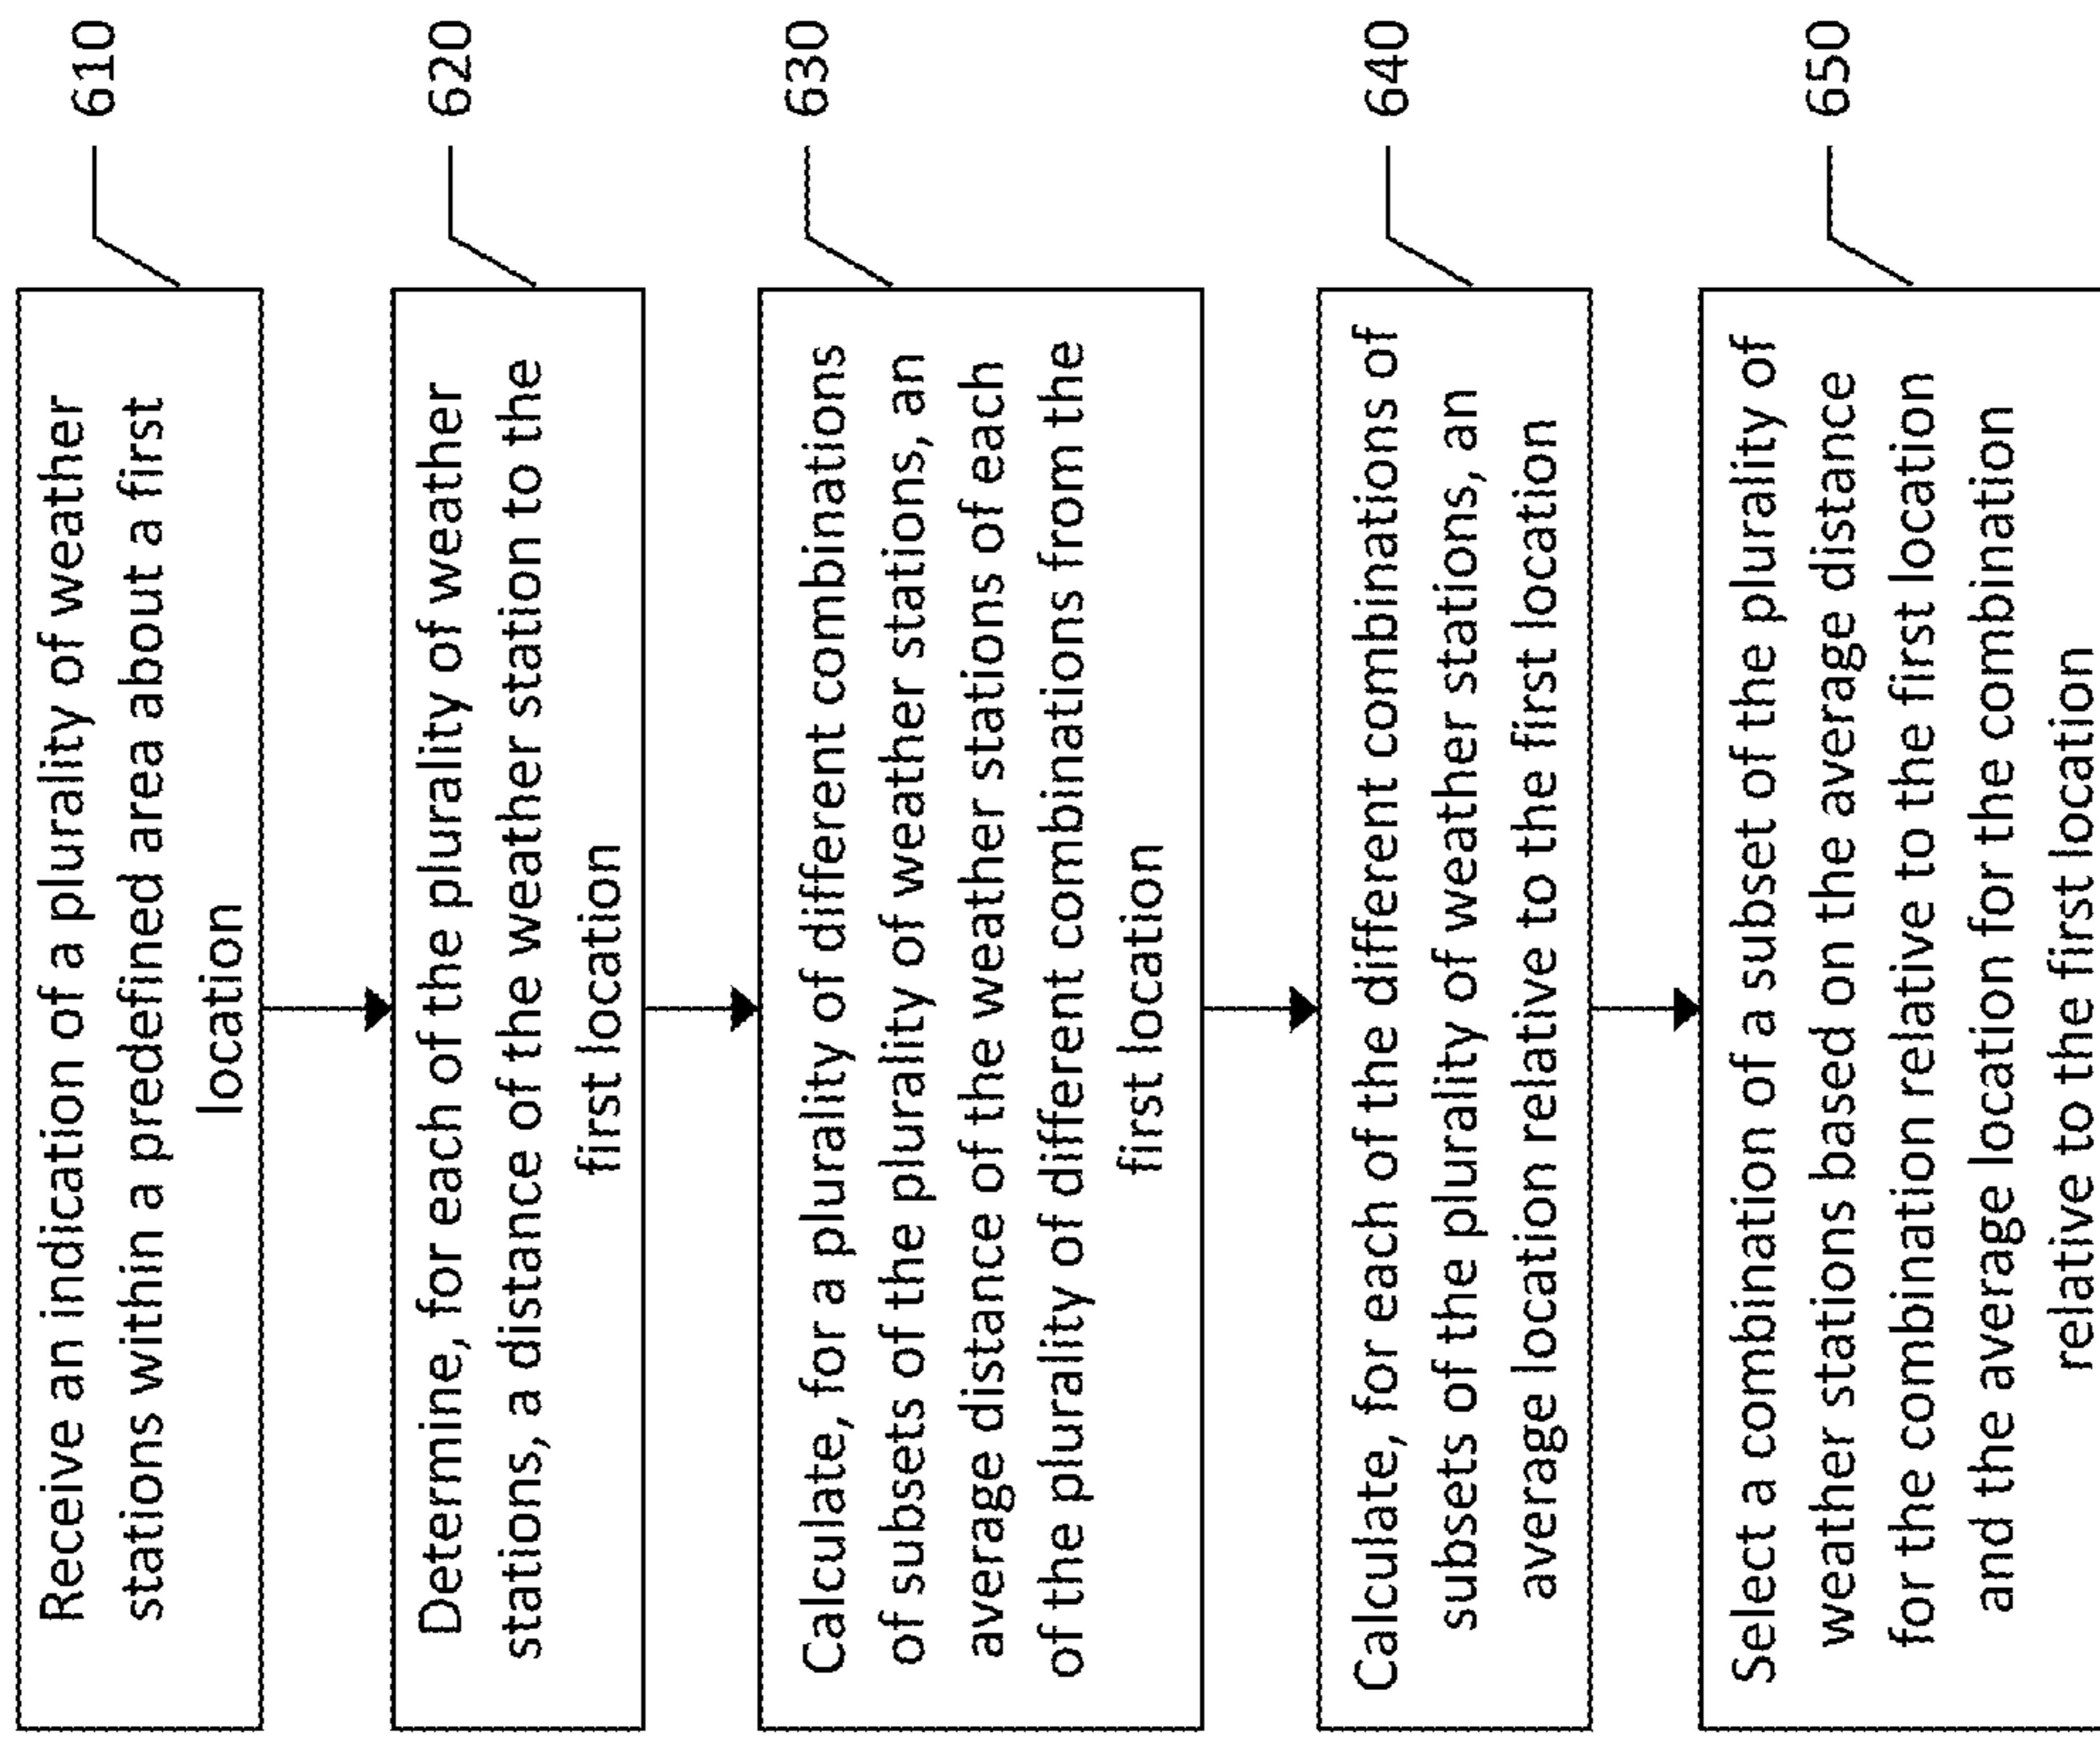 Receive an indication of a plurality of weather
stations within a predefined area about a first
location
610
Determine, for each of the plurality of weather
stations, a distance of the weather station to the
first location
620
Calculate, for a plurality of different combinations
of subsets of the plurality of weather stations, an
average distance of the weather stations of each
of the plurality of different combinations from the
first location
630
Calculate, for each of the different combinations of
subsets of the plurality of weather stations, an
average location relative to the first location
640
Select a combination of a subset of the plurality of
weather stations based on the average distance
for the combination relative to the first location
and the average location for the combination
relative to the first location
650